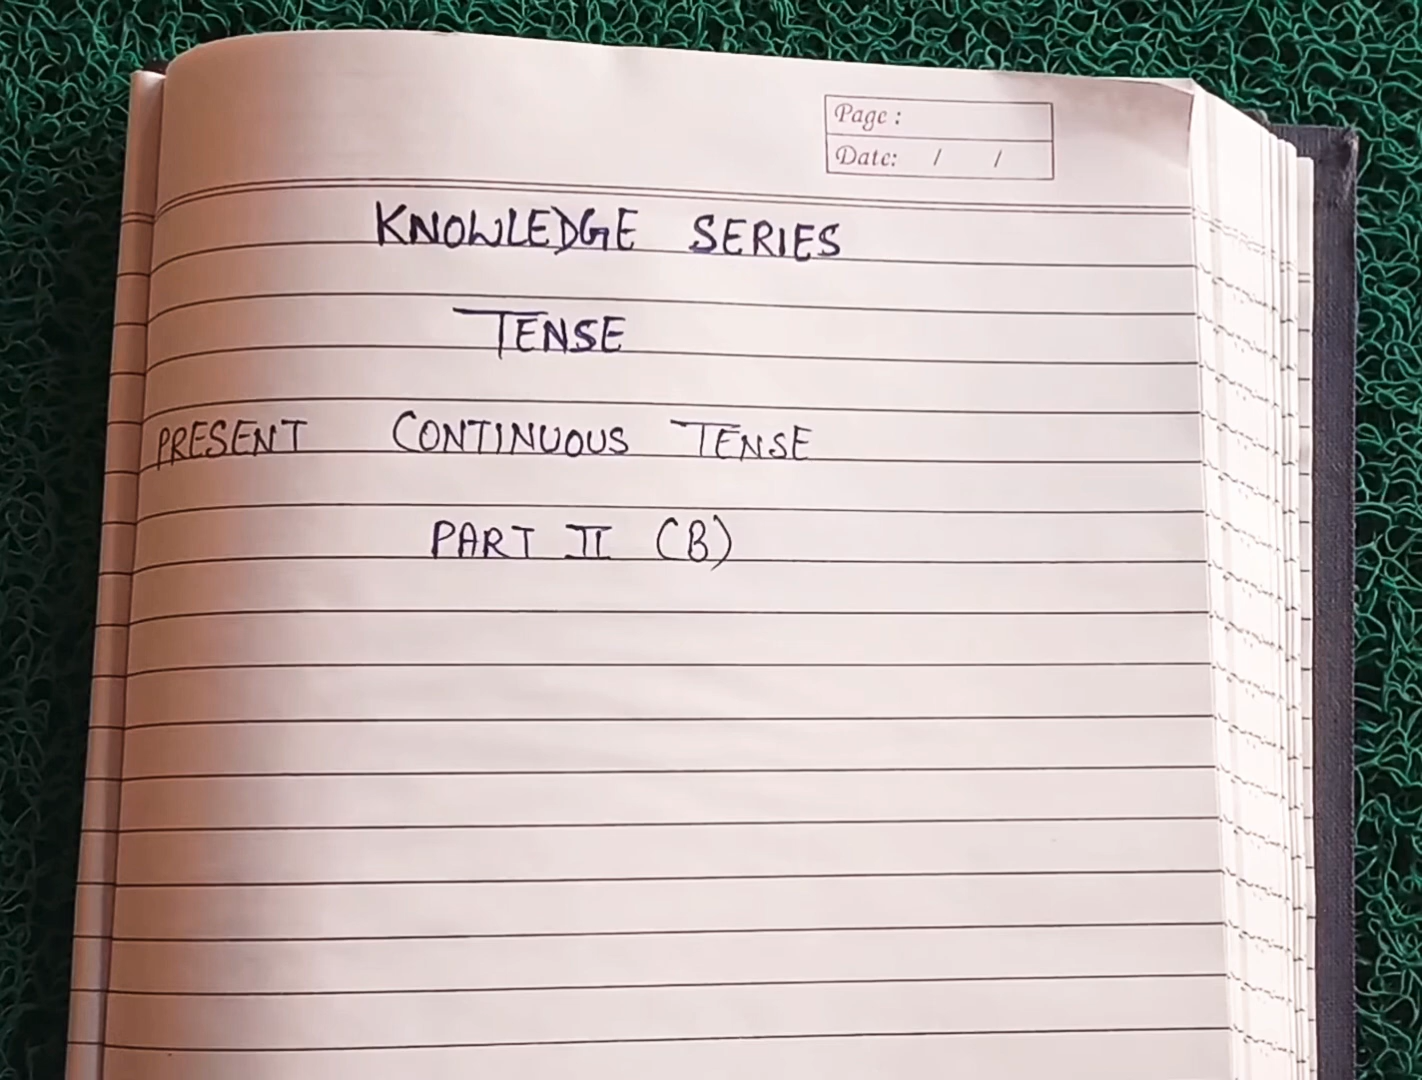 Page :
Date: / /
KNOWLEDGE SERIES
TENSE
PRESENT CONTINUOUS TENSE
PART II (B)